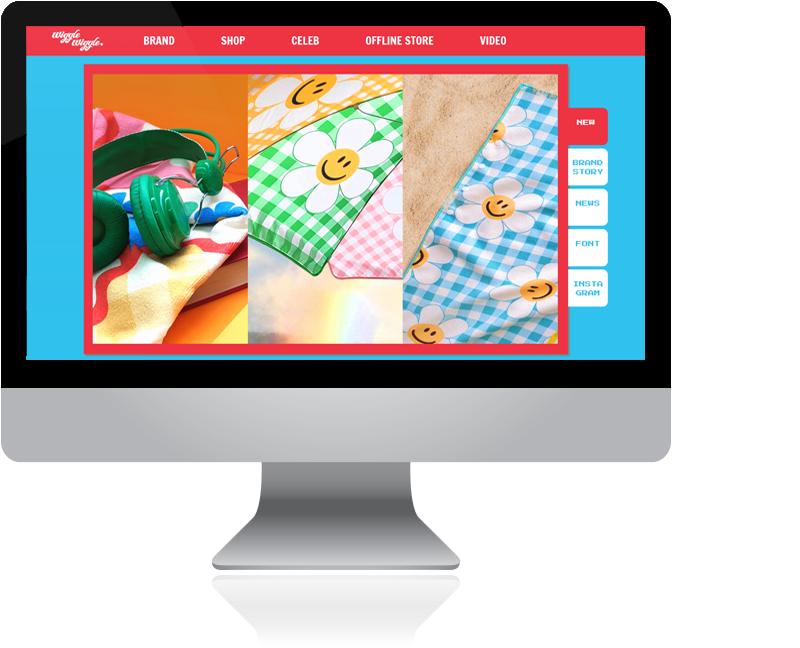 wiggle
wiggle.
BRAND SHOP CELEB OFFLINE STORE VIDEO
NEW
BRAND
STORY
NEWS
FONT
INSTA
GRAM